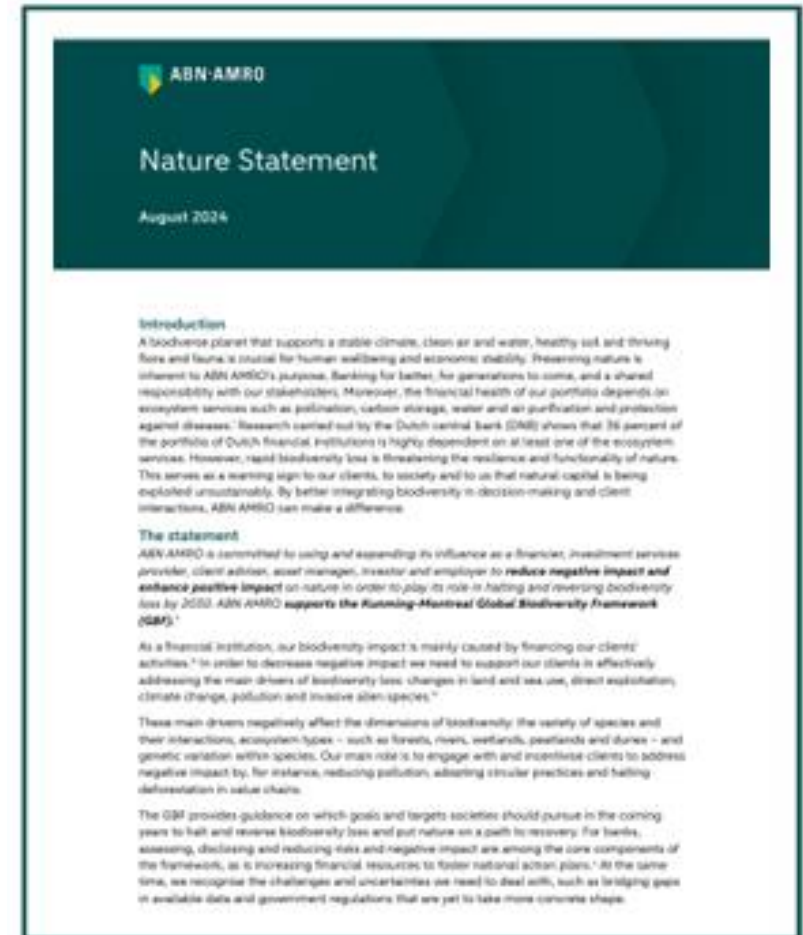 ABN·AMRO
Nature Statement
August 2024
Introduction
A biodiverse planet that supports a stable climate, clean air and water, healthy soil and thriving
flora and fauna is crucial for human wellbeing and economic stability. Preserving nature is
inherent to ABN AMRO's purpose, Banking for better, for generations to come, and a shared
responsibility with our stakeholders. Moreover, the financial health of our portfolio depends on
ecosystem services such as pollination, carbon storage, water and air purification and protection
against diseases. Research carried out by the Dutch central bank (DNB) shows that 36 percent of
the portfolio of Dutch financial institutions is highly dependent on at least one of the ecosystem
services. However, rapid biodiversity loss is threatening the resilience and functionality of nature.
This serves as a warning sign to our clients, to society and to us that natural capital is being
exploited unsustainably. By better integrating biodiversity in decision-making and client
interactions, ABN AMRO can make a difference.
The statement
ABN AMRO is committed to using and expanding its influence as a financier, investment services
provider, client adviser, asset manager, investor and employer to reduce negative impact and
enhance positive impact on nature in order to play its role in halting and reversing biodiversity
loss by 2030. ABN AMRO supports the Kunming-Montreal Global Biodiversity Framework
(GBF).
As a financial institution, our biodiversity impact is mainly caused by financing our clients'
activities. In order to decrease negative impact we need to support our clients in effectively
addressing the main drivers of biodiversity loss: changes in land and sea use, direct exploitation,
climate change, pollution and invasive alien species.
These main drivers negatively affect the dimensions of biodiversity: the variety of species and
their interactions, ecosystem types – such as forests, rivers, wetlands, peatlands and dunes – and
genetic variation within species. Our main role is to engage with and incentivise clients to address
negative impact by, for instance, reducing pollution, adopting circular practices and halting
deforestation in value chains.
The GBF provides guidance on which goals and targets societies should pursue in the coming
years to halt and reverse biodiversity loss and put nature on a path to recovery. For banks,
assessing, disclosing and reducing risks and negative impact are among the core components of
the framework, as is increasing financial resources to foster national action plans. At the same
time, we recognise the challenges and uncertainties we need to deal with, such as bridging gaps
in available data and government regulations that are yet to take more concrete shape.